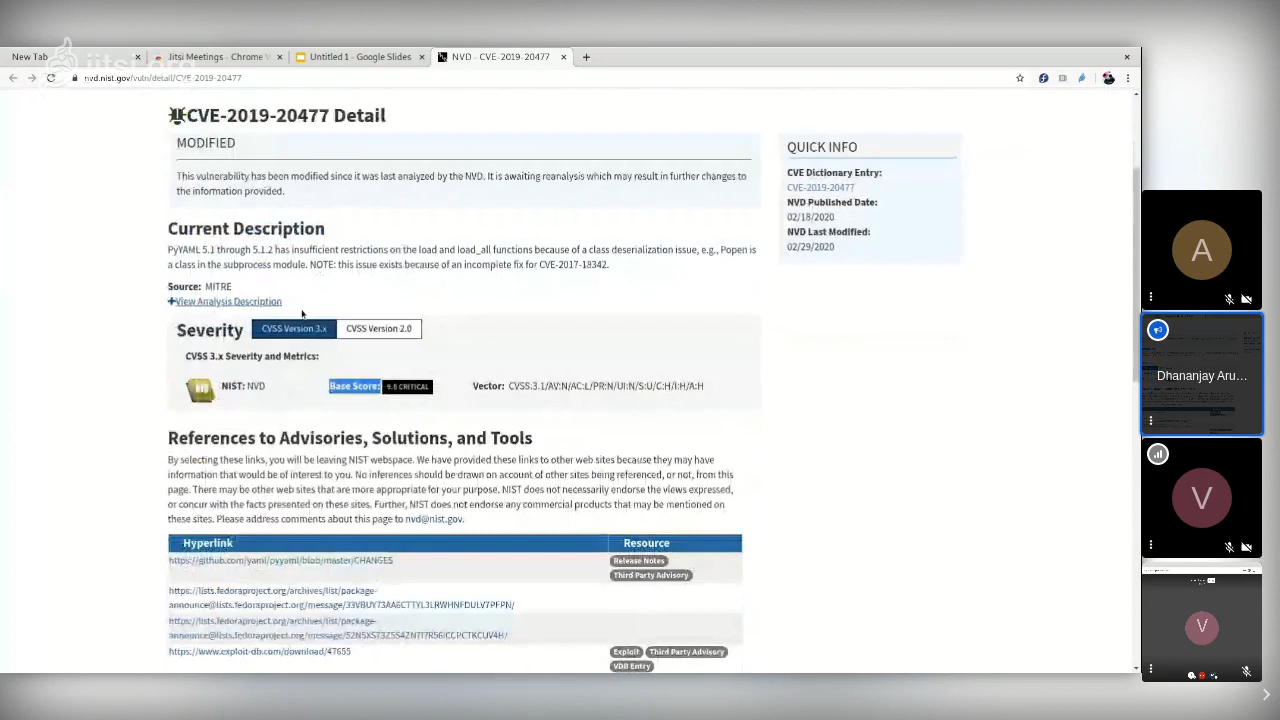 New Tab
Jitsi Meetings - Chrome
Untitled 1 - Google Slides
NVD - CVE-2019-20477
jitsi.org
nvd.nist.gov/vuln/detail/CVE-2019-20477
CVE-2019-20477 Detail
MODIFIED
This vulnerability has been modified since it was last analyzed by the NVD. It is awaiting reanalysis which may result in further changes to
the information provided.
QUICK INFO
CVE Dictionary Entry:
CVE-2019-20477
NVD Published Date:
02/18/2020
NVD Last Modified:
02/29/2020
Current Description
PyYAML 5.1 through 5.1.2 has insufficient restrictions on the load and load_all functions because of a class deserialization issue, e.g., Popen is
a class in the subprocess module. NOTE: this issue exists because of an incomplete fix for CVE-2017-18342.
Source: MITRE
+View Analysis Description
Severity CVSS Version 3.x CVSS Version 2.0
CVSS 3.x Severity and Metrics:
NIST: NVD Base Score: 9.8 CRITICAL Vector: CVSS:3.1/AV:N/AC:L/PR:N/UI:N/S:U/C:H/I:H/A:H
References to Advisories, Solutions, and Tools
By selecting these links, you will be leaving NIST webspace. We have provided these links to other web sites because they may have
information that would be of interest to you. No inferences should be drawn on account of other sites being referenced, or not, from this
page. There may be other web sites that are more appropriate for your purpose. NIST does not necessarily endorse the views expressed,
or concur with the facts presented on these sites. Further, NIST does not endorse any commercial products that may be mentioned on
these sites. Please address comments about this page to nvd@nist.gov.
Hyperlink Resource
https://github.com/yaml/pyyaml/blob/master/CHANGES
Release Notes
Third Party Advisory
https://lists.fedoraproject.org/archives/list/package-
announce@lists.fedoraproject.org/message/33VBUY73AA6CTTYL3LRWHNFDULV7PFPN/
https://lists.fedoraproject.org/archives/list/package-
announce@lists.fedoraproject.org/message/52N5XS73Z5S4ZN7I7R56ICCPCTKCUV4H/
https://www.exploit-db.com/download/47655
Exploit Third Party Advisory
VDB Entry
A
Dhananjay Aru...
V
V